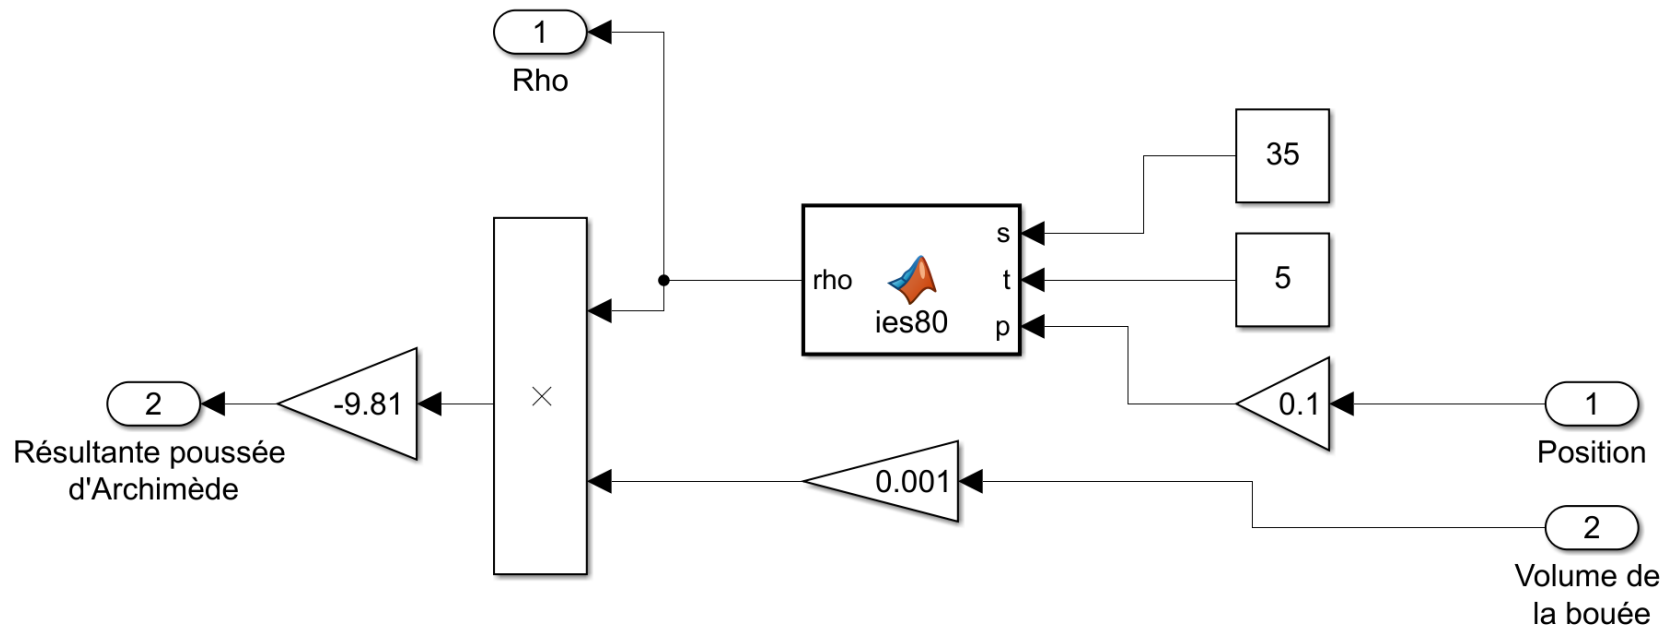 1
Rho
35
s
rho
t
5
ies80
p
×
2
-9.81
0.1
1
Résultante poussée
d'Archimède
Position
0.001
2
Volume de
la bouée